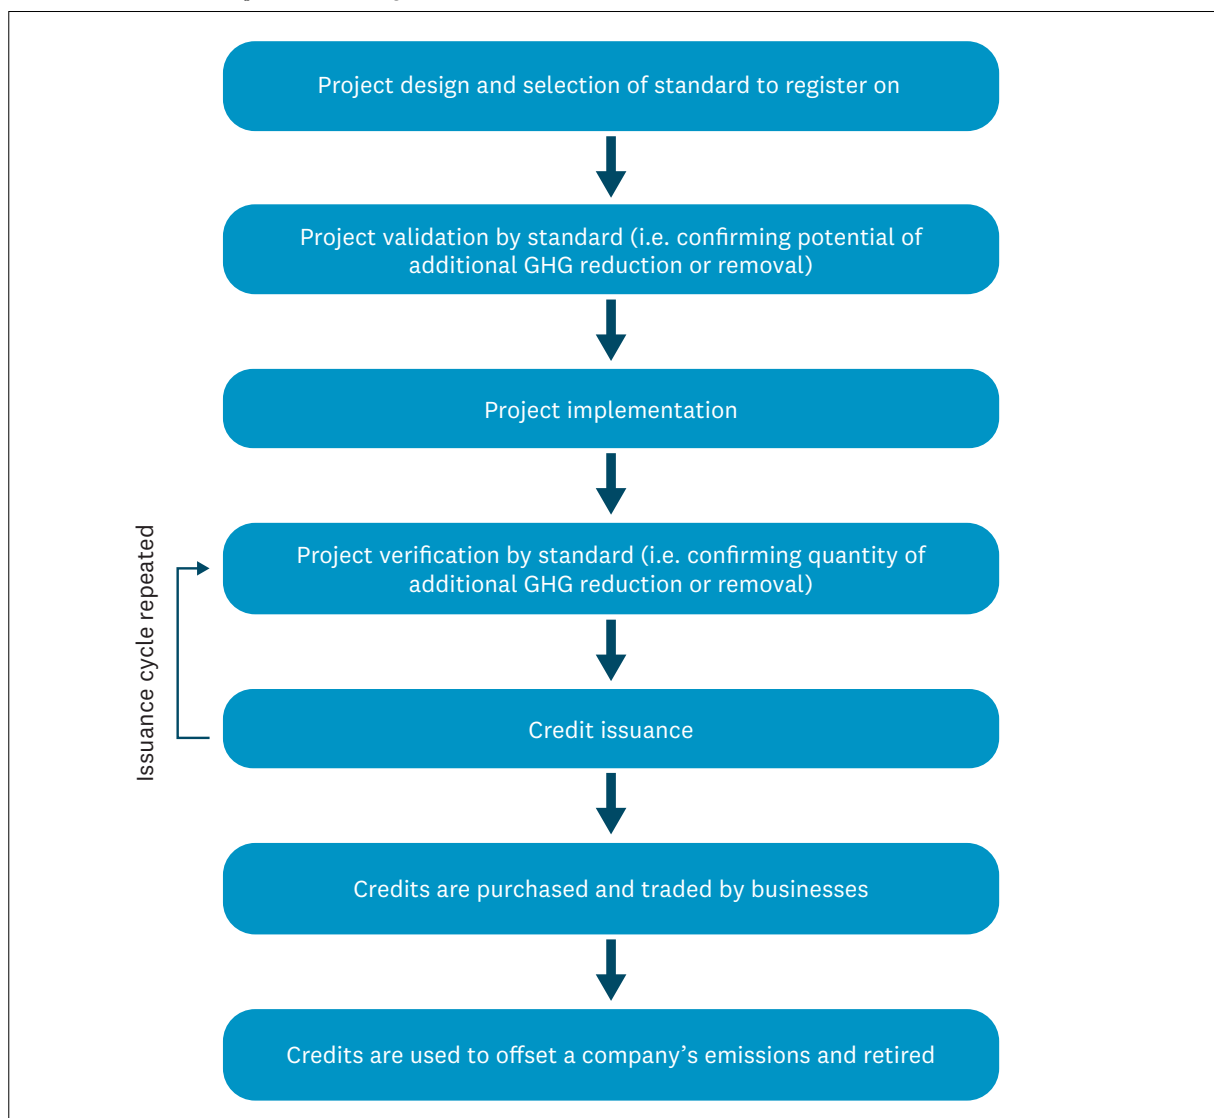 Project design and selection of standard to register on
Project validation by standard (i.e. confirming potential of
additional GHG reduction or removal)
Project implementation
Issuance cycle repeated
Project verification by standard (i.e. confirming quantity of
additional GHG reduction or removal)
Credit issuance
Credits are purchased and traded by businesses
Credits are used to offset a company’s emissions and retired